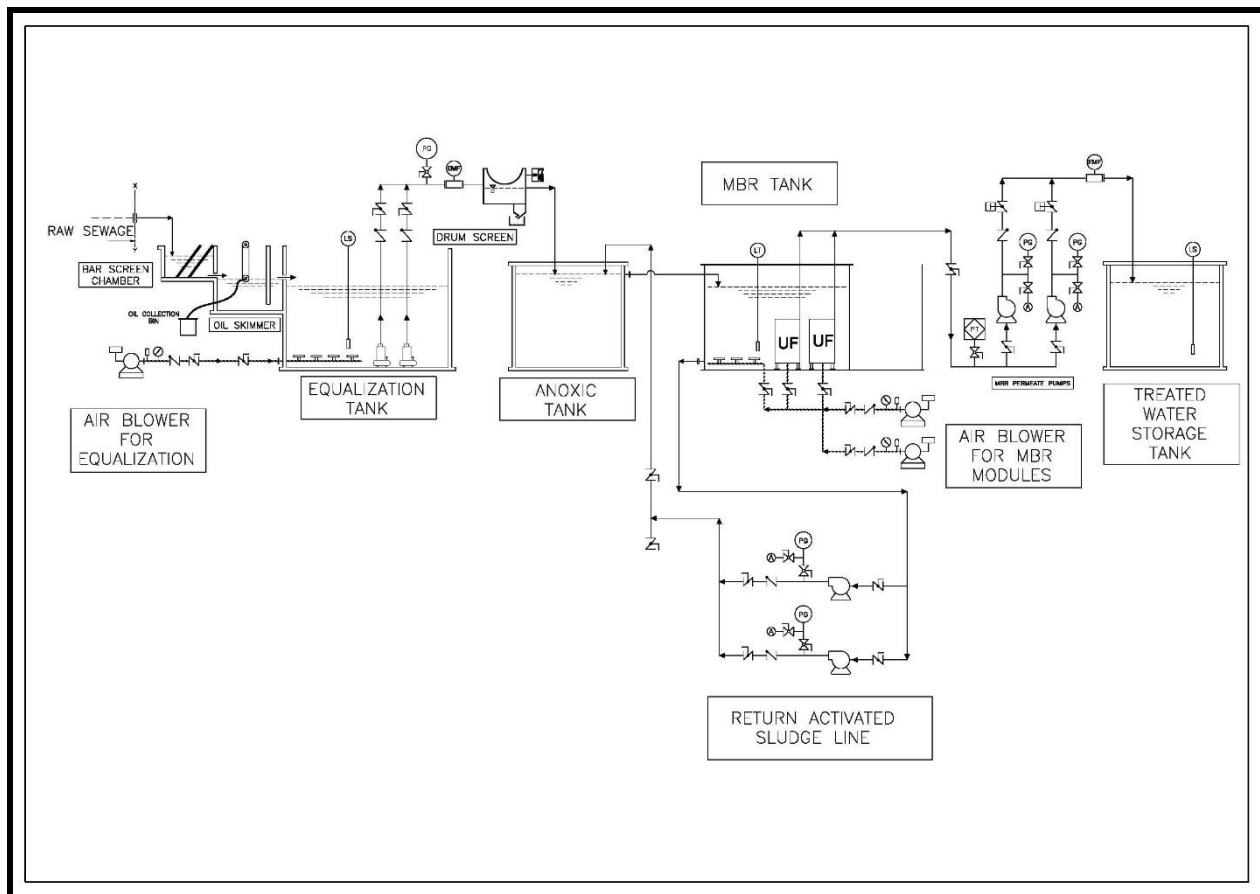 PG
EMF
MBR TANK
EMF
X
RAW SEWAGE
Y
LS
DRUM SCREEN
LT
PG
PG
LS
BAR SCREEN
CHAMBER
OIL COLLECTION
BIN
OIL SKIMMER
UF
UF
PT
A
A
MBR PERMEATE PUMPS
EQUALIZATION
TANK
ANOXIC
TANK
TREATED
WATER
STORAGE
TANK
AIR BLOWER
FOR
EQUALIZATION
AIR BLOWER
FOR MBR
MODULES
PG
A
PG
A
RETURN ACTIVATED
SLUDGE LINE